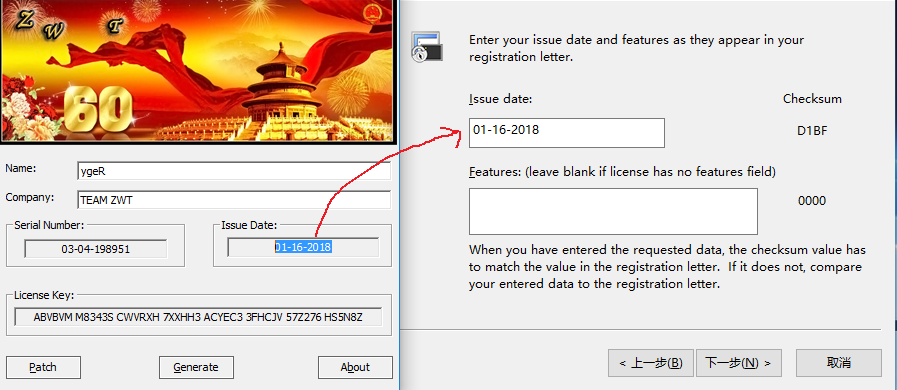 Z W T
60
Name:
ygeR
Company:
TEAM ZWT
Serial Number:
03-04-198951
Issue Date:
01-16-2018
License Key:
ABVBVM M8343S CWVRXH 7XXHH3 ACYEC3 3FHCJV 57Z276 HS5N8Z
Patch
Generate
About
Enter your issue date and features as they appear in your
registration letter.
Issue date:
Checksum
01-16-2018
D1BF
Features: (leave blank if license has no features field)
0000
When you have entered the requested data, the checksum value has
to match the value in the registration letter.  If it does not, compare
your entered data to the registration letter.
< 上一步(B)
下一步(N) >
取消